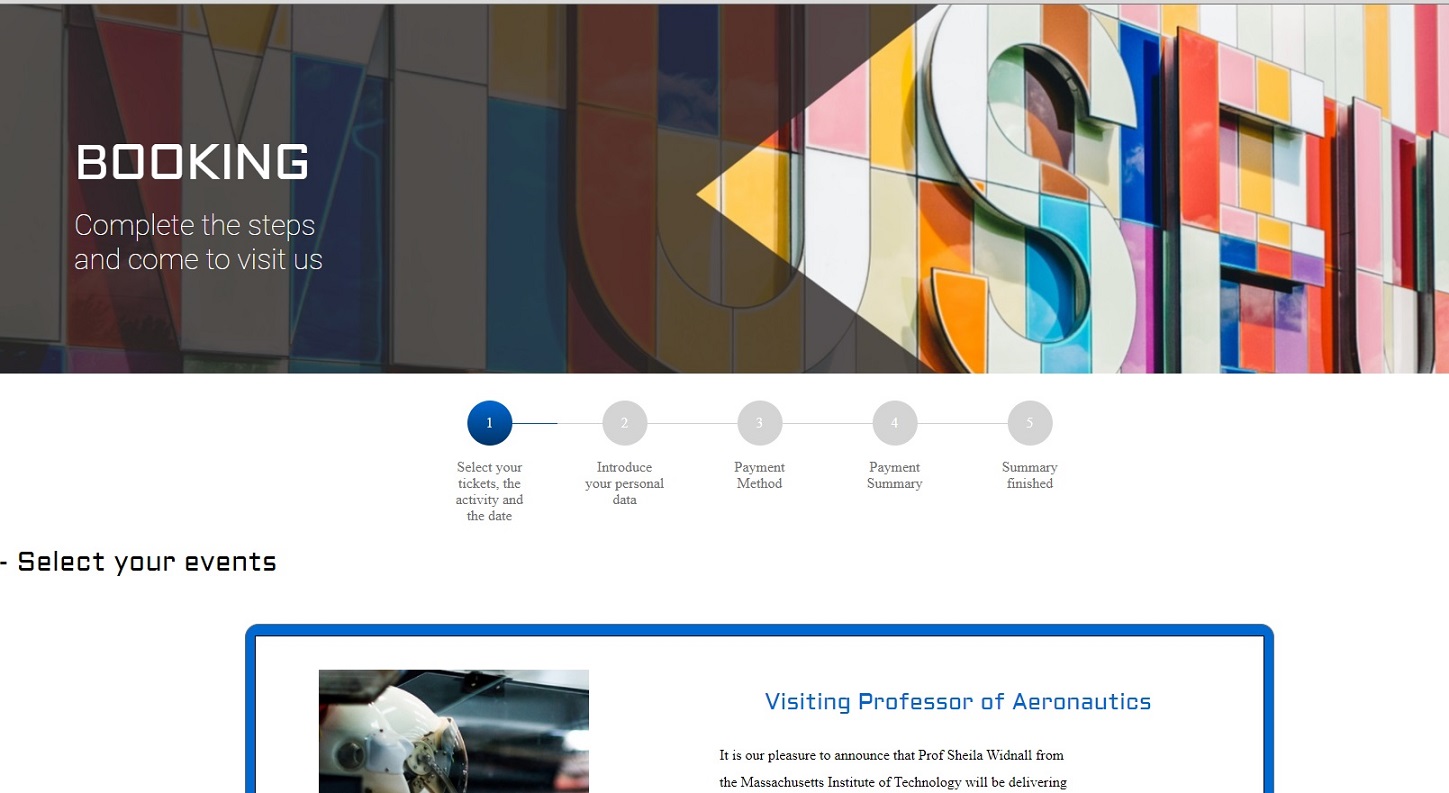 BOOKING
Complete the steps
and come to visit us
1
2
3
4
5
Select your
tickets, the
activity and
the date
Introduce
your personal
data
Payment
Method
Payment
Summary
Summary
finished
- Select your events
Visiting Professor of Aeronautics
It is our pleasure to announce that Prof Sheila Widnall from
the Massachusetts Institute of Technology will be delivering